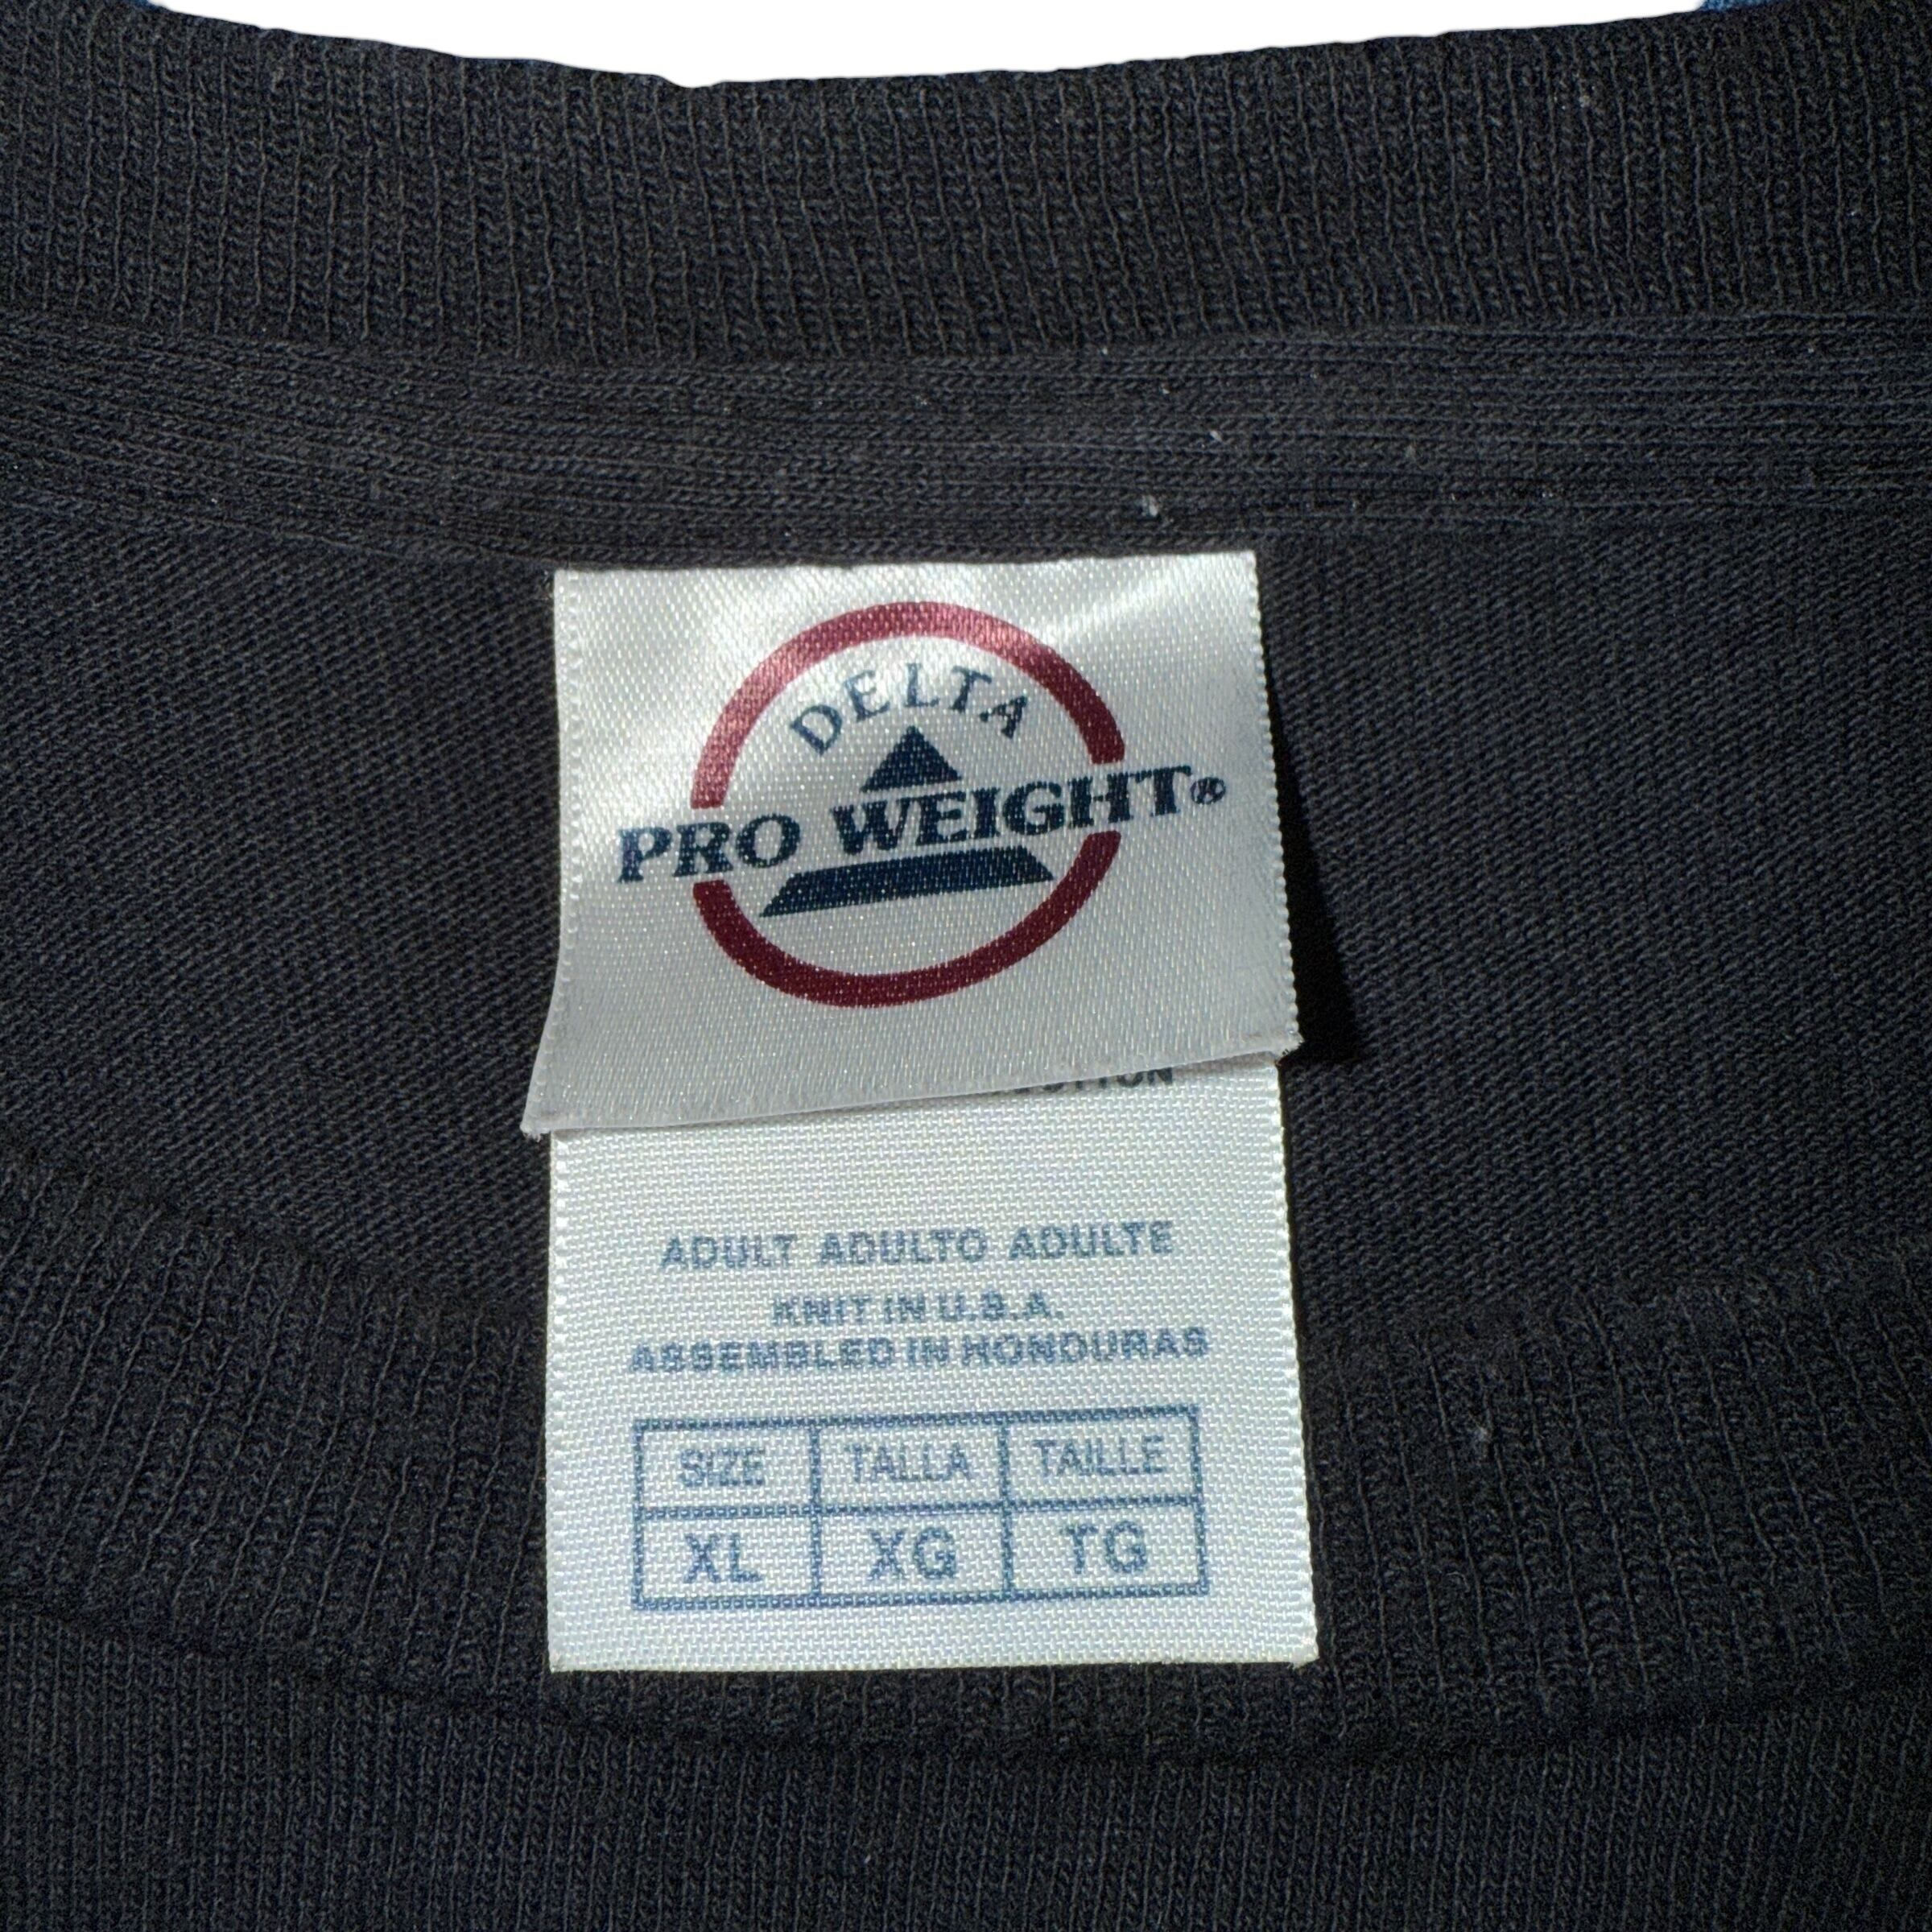 DELTA
PRO WEIGHT®
ADULT ADULTO ADULTE
KNIT IN U.S.A.
ASSEMBLED IN HONDURAS
SIZE TALLA TAILLE
XL XG TG